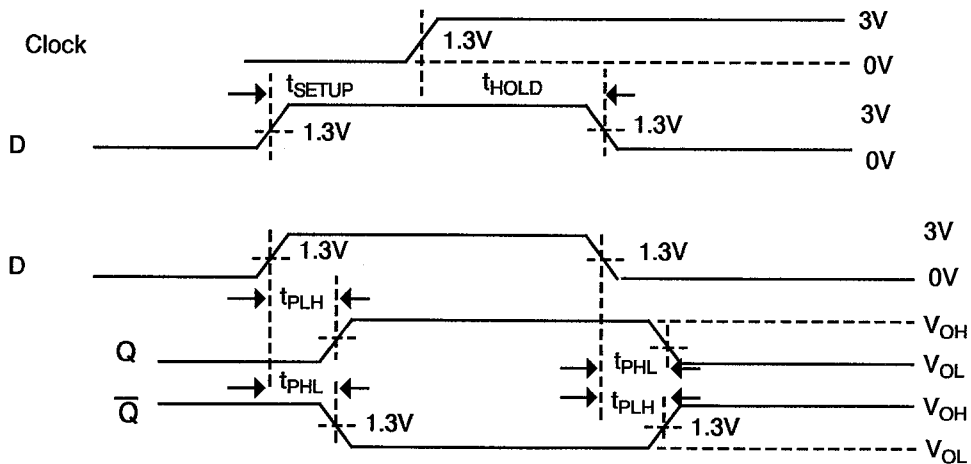 Clock
1.3V
3V
0V
tSETUP
tHOLD
D
1.3V
1.3V
3V
0V
D
1.3V
1.3V
3V
0V
tPLH
Q
VOH
VOL
tPHL
tPHL
Q̅
tPLH
1.3V
1.3V
VOH
VOL